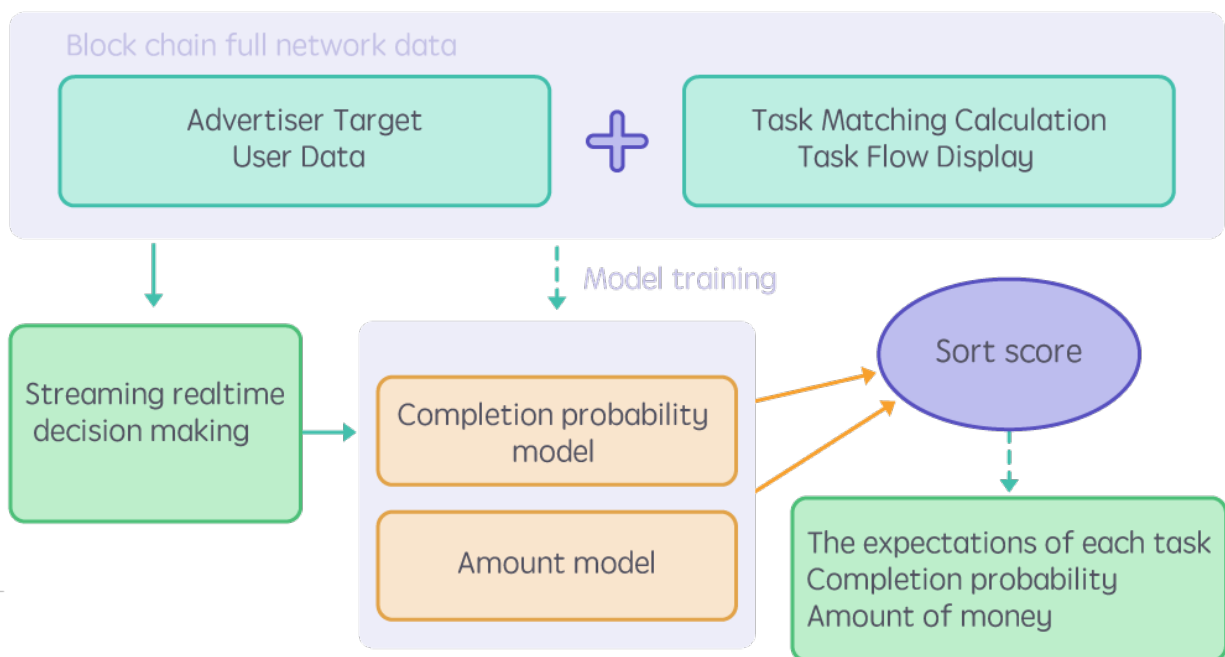 Block chain full network data
Advertiser Target
User Data
Task Matching Calculation
Task Flow Display
Model training
Streaming realtime
decision making
Completion probability
model
Amount model
Sort score
The expectations of each task
Completion probability
Amount of money